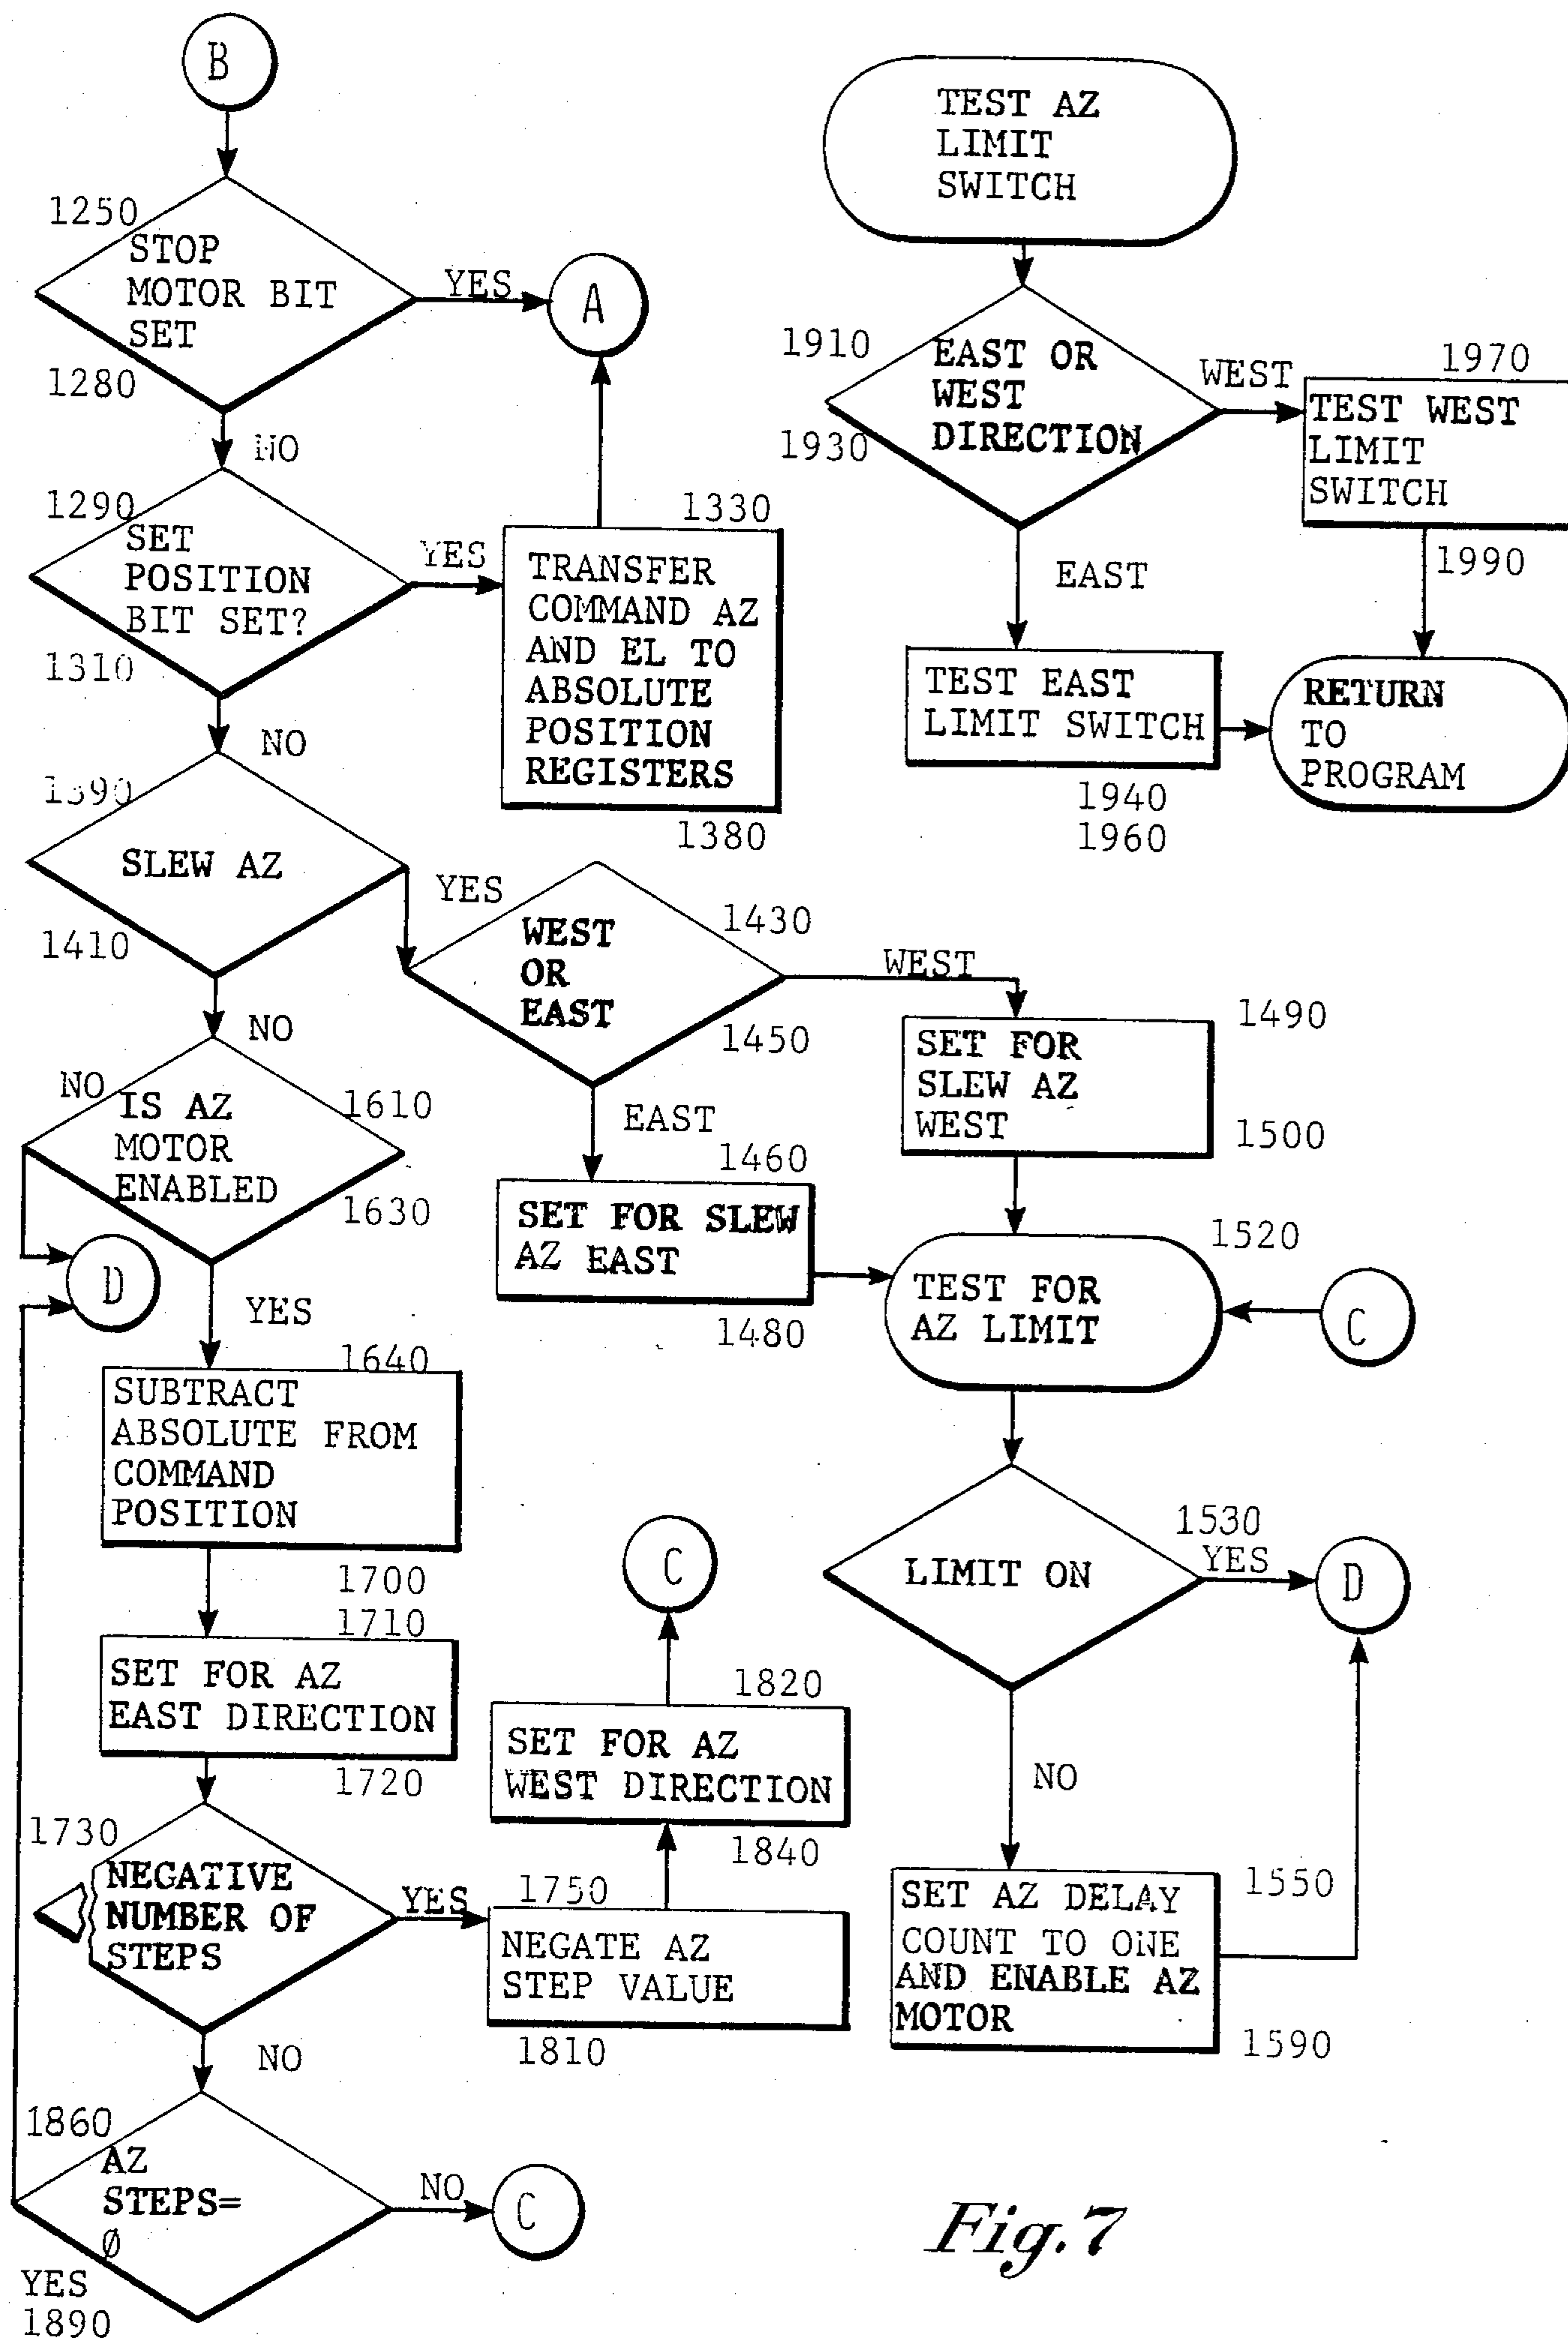 B
1250
STOP
MOTOR BIT
SET
1280
YES
A
NO
1290
SET
POSITION
BIT SET?
1310
YES
1330
TRANSFER
COMMAND AZ
AND EL TO
ABSOLUTE
POSITION
REGISTERS
1380
NO
1390
SLEW AZ
1410
YES
WEST
OR
EAST
1430
1450
WEST
EAST
1460
SET FOR SLEW
AZ EAST
1480
1490
SET FOR
SLEW AZ
WEST
1500
NO
NO
IS AZ
MOTOR
ENABLED
1610
1630
D
YES
1640
SUBTRACT
ABSOLUTE FROM
COMMAND
POSITION
1700
1710
SET FOR AZ
EAST DIRECTION
1720
1730
NEGATIVE
NUMBER OF
STEPS
YES
1750
NEGATE AZ
STEP VALUE
1810
1820
SET FOR AZ
WEST DIRECTION
1840
C
NO
1860
AZ
STEPS=
Ø
YES
1890
NO
C
TEST AZ
LIMIT
SWITCH
1910
EAST OR
WEST
DIRECTION
1930
WEST
1970
TEST WEST
LIMIT
SWITCH
1990
EAST
TEST EAST
LIMIT SWITCH
1940
1960
RETURN
TO
PROGRAM
1520
TEST FOR
AZ LIMIT
C
1530
LIMIT ON
YES
D
NO
1550
SET AZ DELAY
COUNT TO ONE
AND ENABLE AZ
MOTOR
1590
Fig.7